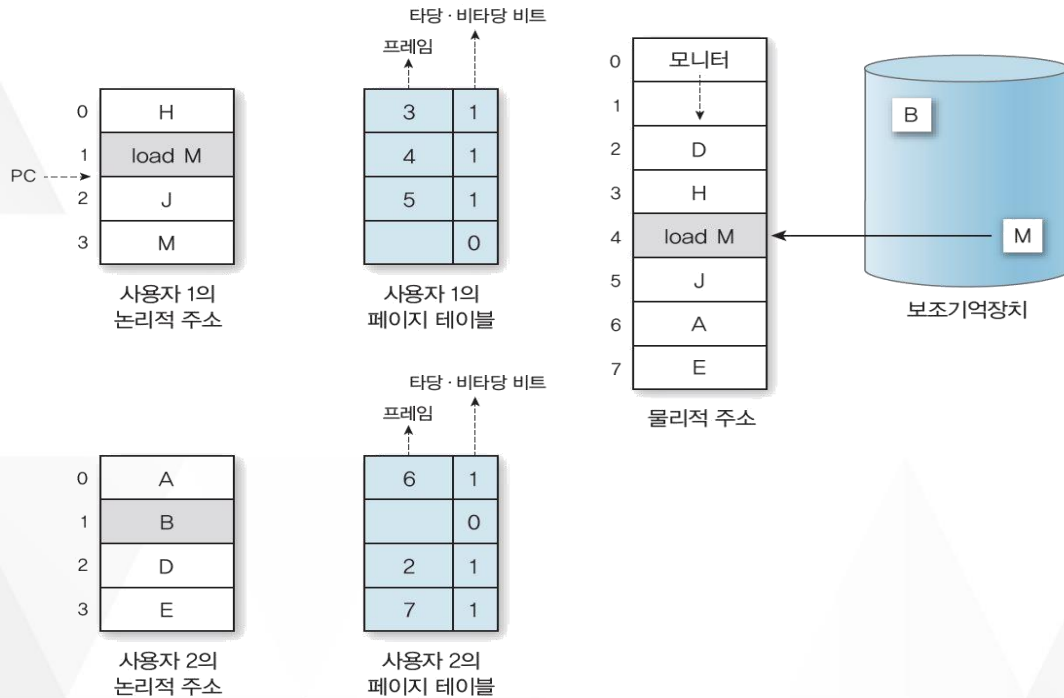 타당·비타당 비트
프레임
0 H
1 load M
PC
2 J
3 M
사용자 1의
논리적 주소
3 1
4 1
5 1
0
사용자 1의
페이지 테이블
0 모니터
1
2 D
3 H
4 load M
5 J
6 A
7 E
물리적 주소
B
M
보조기억장치
타당·비타당 비트
프레임
0 A
1 B
2 D
3 E
사용자 2의
논리적 주소
6 1
0
2 1
7 1
사용자 2의
페이지 테이블